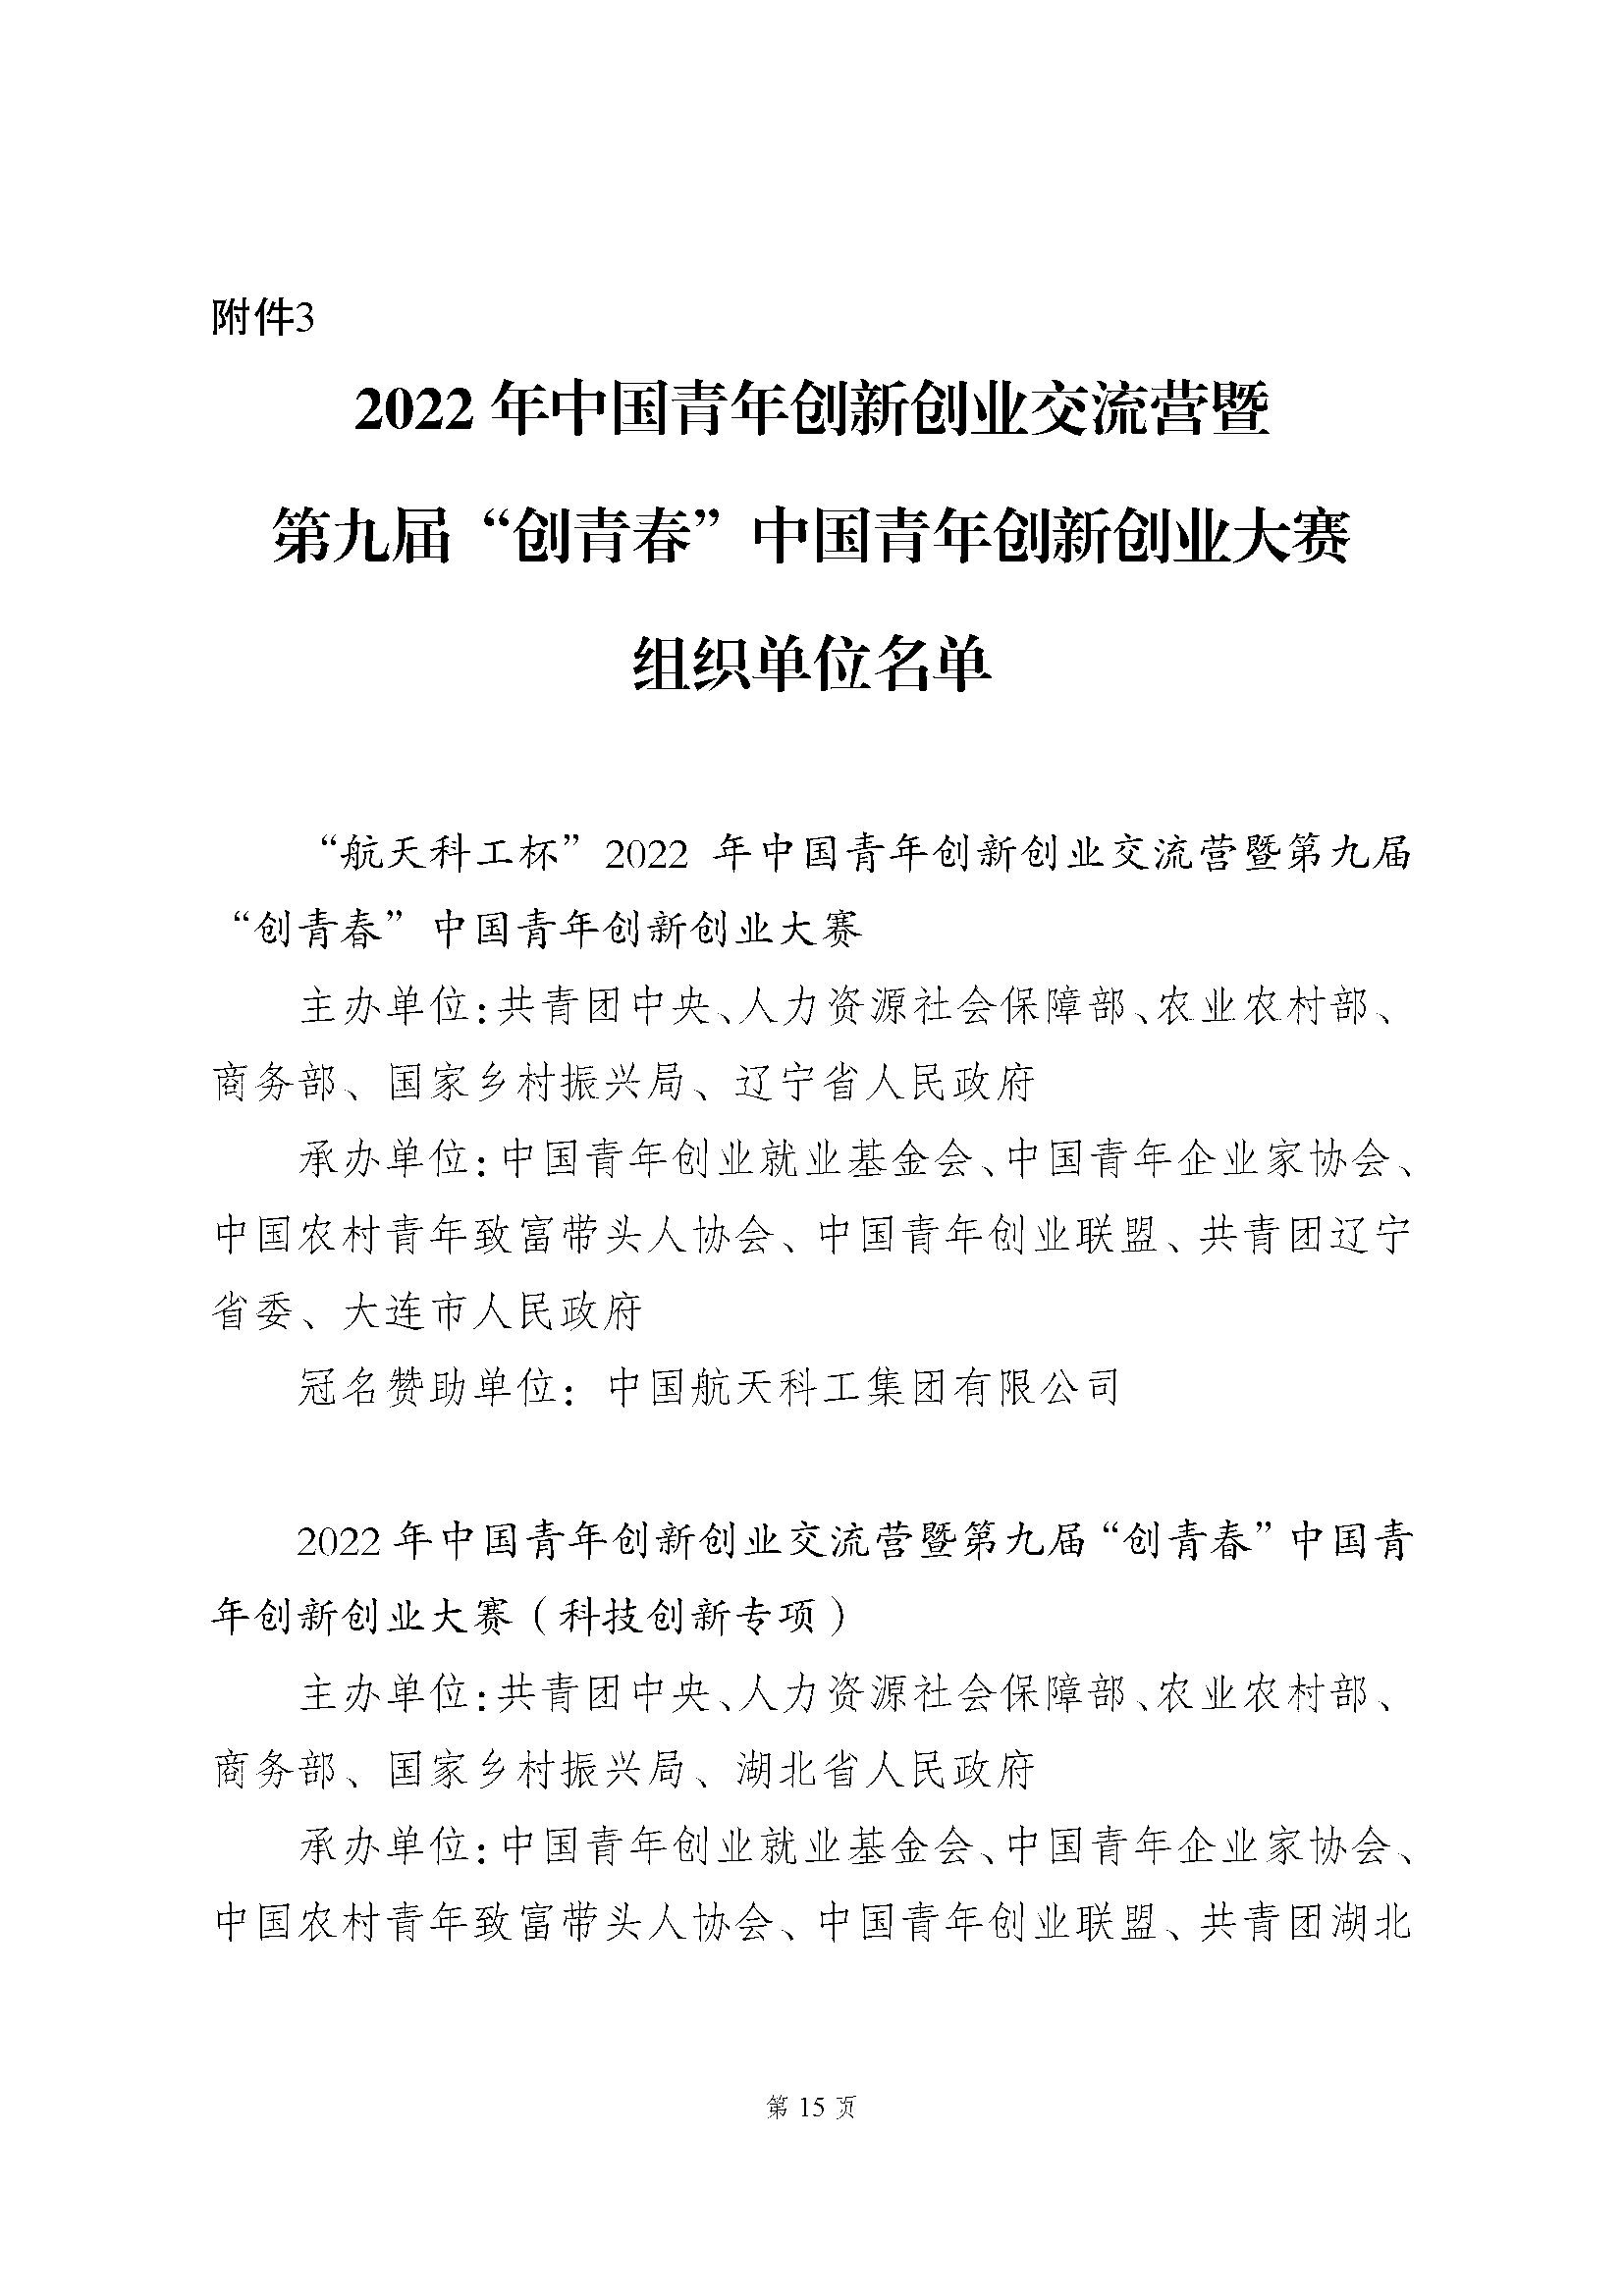 附件3
2022 年中国青年创新创业交流营暨
第九届“创青春”中国青年创新创业大赛
组织单位名单
“航天科工杯”2022 年中国青年创新创业交流营暨第九届
“创青春”中国青年创新创业大赛
主办单位：共青团中央、人力资源社会保障部、农业农村部、
商务部、国家乡村振兴局、辽宁省人民政府
承办单位：中国青年创业就业基金会、中国青年企业家协会、
中国农村青年致富带头人协会、中国青年创业联盟、共青团辽宁
省委、大连市人民政府
冠名赞助单位：中国航天科工集团有限公司
2022 年中国青年创新创业交流营暨第九届“创青春”中国青
年创新创业大赛（科技创新专项）
主办单位：共青团中央、人力资源社会保障部、农业农村部、
商务部、国家乡村振兴局、湖北省人民政府
承办单位：中国青年创业就业基金会、中国青年企业家协会、
中国农村青年致富带头人协会、中国青年创业联盟、共青团湖北
第 15 页